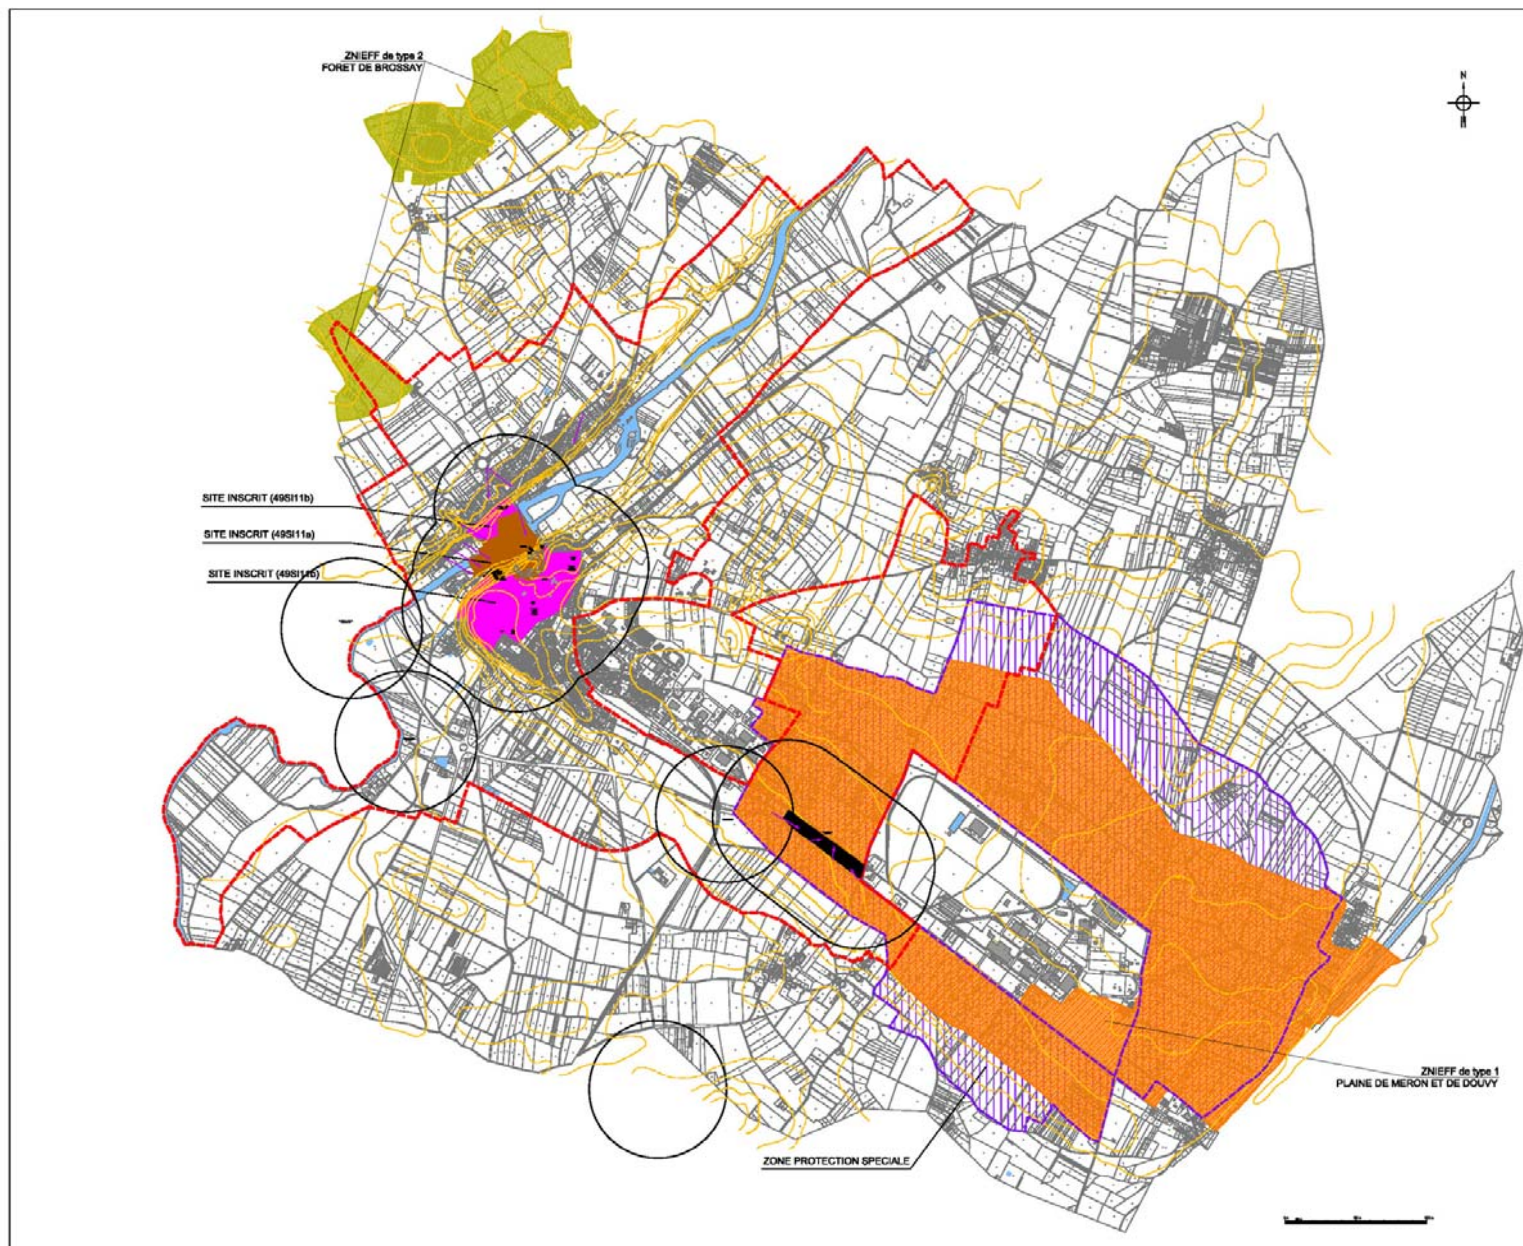 ZNIEFF de type 2
FORET DE BROSSAY
N
SITE INSCRIT (49SI11b)
SITE INSCRIT (49SI11a)
SITE INSCRIT (49SI11b)
ZNIEFF de type 1
PLAINE DE MERON ET DE DOUVY
ZONE PROTECTION SPECIALE